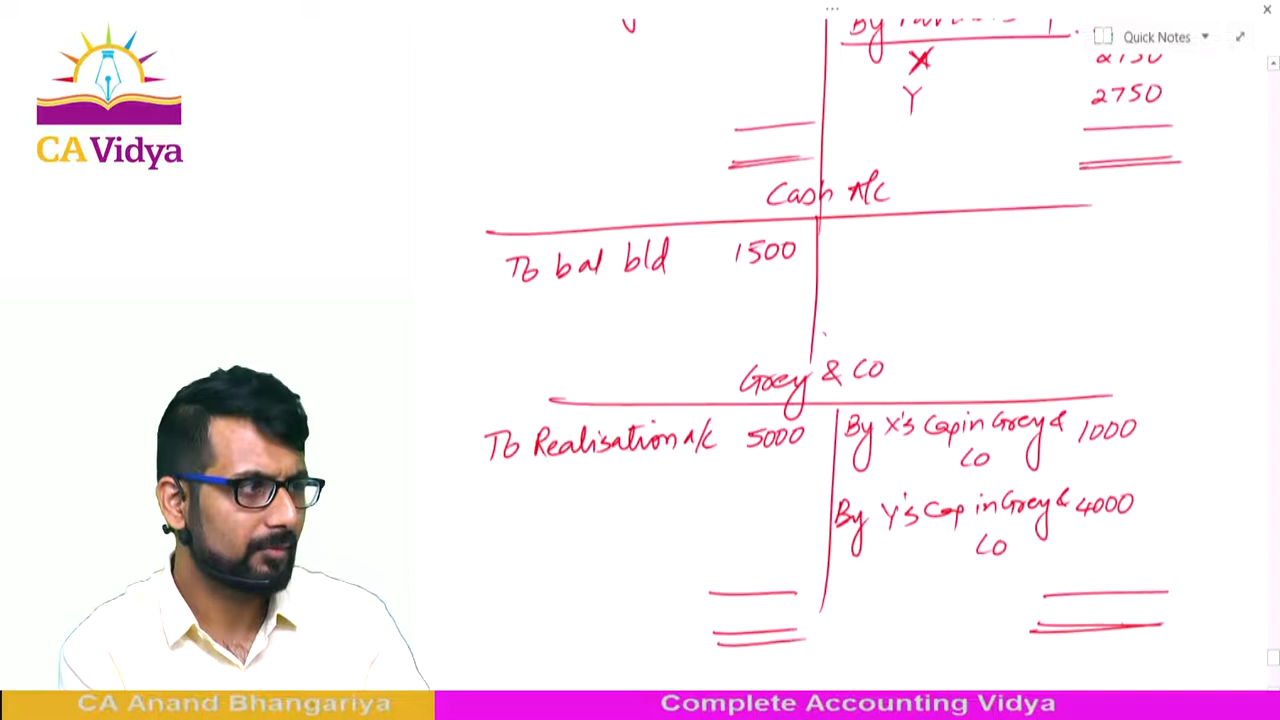 Quick Notes
By
X
2750
Y
CA Vidya
Cash A/c
To bal b/d 1500
Grey & CO
To Realisation A/c 5000 By X's Cap in Grey & 1000
CO
By Y's Cap in Grey & 4000
CO
CA Anand Bhangariya Complete Accounting Vidya